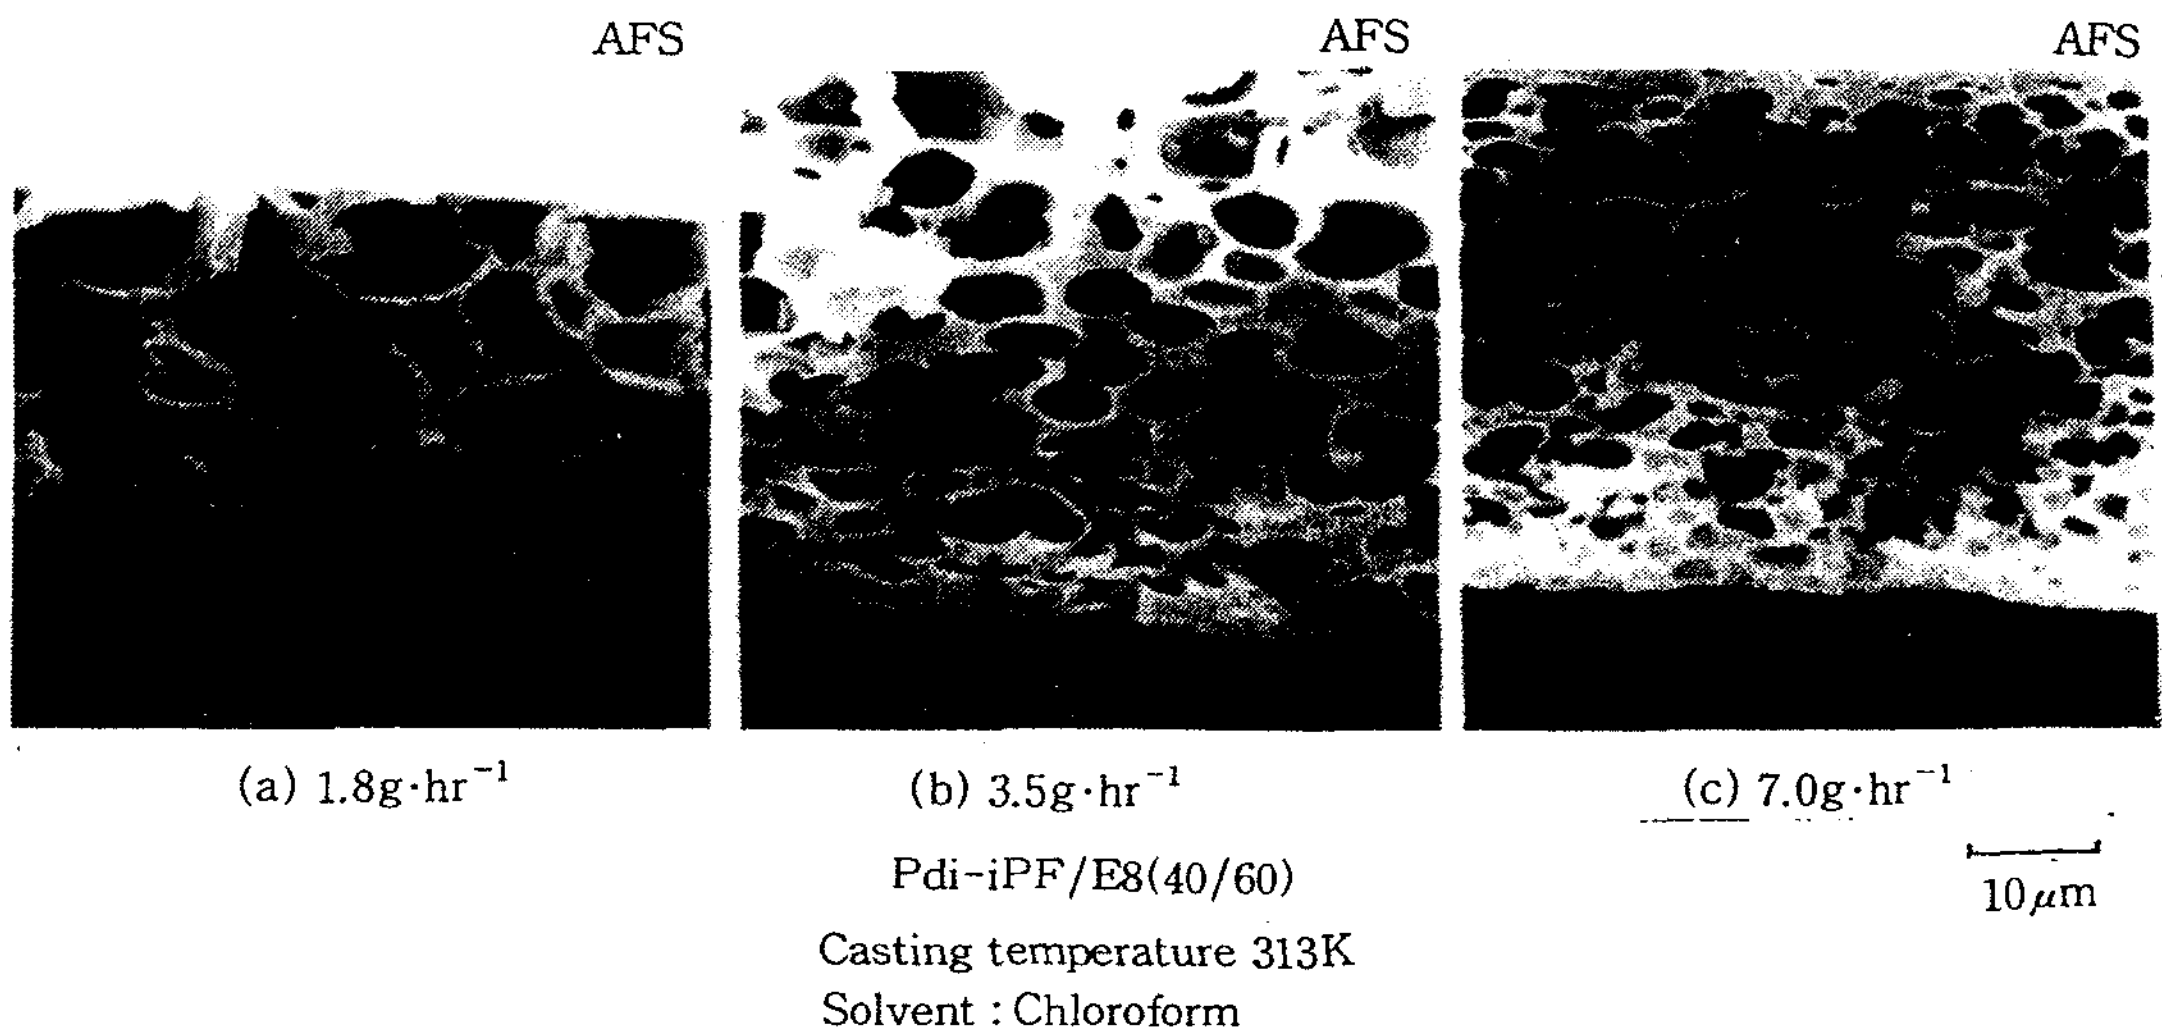 AFS AFS AFS
(a) 1.8g·hr⁻¹ (b) 3.5g·hr⁻¹ (c) 7.0g·hr⁻¹
10μm
Pdi-iPF/E8(40/60)
Casting temperature 313K
Solvent : Chloroform